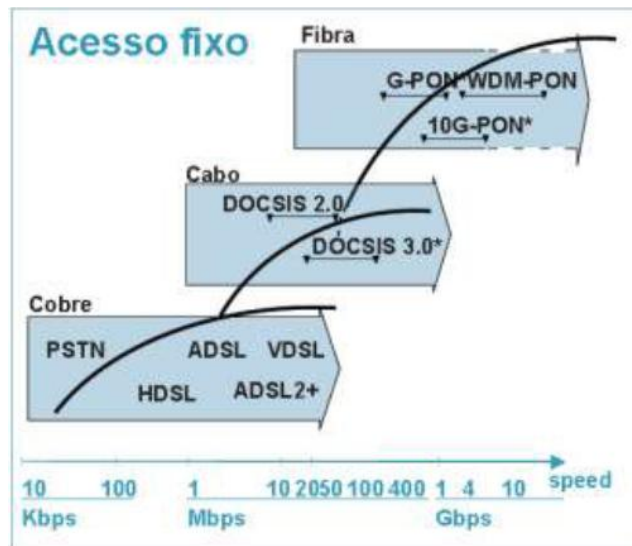 Acesso fixo
Fibra
G-PON* WDM-PON
10G-PON*
Cabo
DOCSIS 2.0
DOCSIS 3.0*
Cobre
PSTN ADSL VDSL
HDSL ADSL2+
speed
10 100 1 10 20 50 100 400 1 4 10
Kbps Mbps Gbps